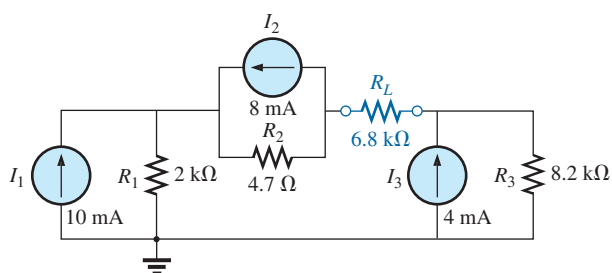 I2
8 mA
R2
4.7 Ω
RL
6.8 kΩ
I1
10 mA
R1
2 kΩ
I3
4 mA
R3
8.2 kΩ